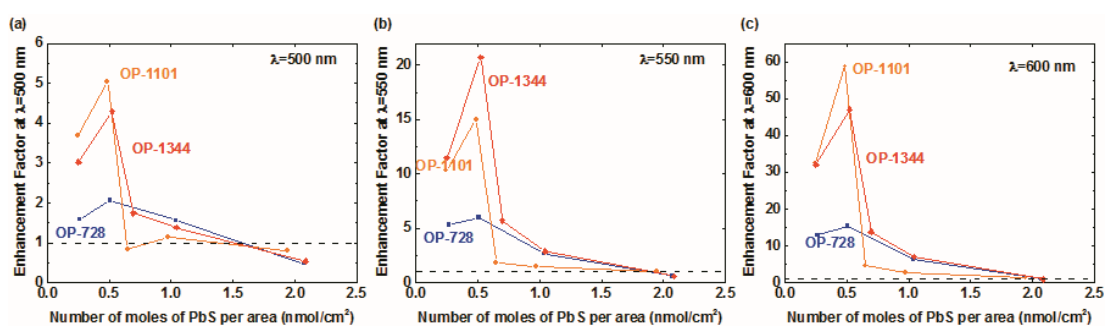 (a)
Enhancement Factor at λ=500 nm
6
5
4
3
2
1
0
λ=500 nm
OP-1101
OP-1344
OP-728
0.0 0.5 1.0 1.5 2.0 2.5
Number of moles of PbS per area (nmol/cm²)
(b)
Enhancement Factor at λ=550 nm
20
15
10
5
0
λ=550 nm
OP-1344
OP-1101
OP-728
0.0 0.5 1.0 1.5 2.0 2.5
Number of moles of PbS per area (nmol/cm²)
(c)
Enhancement Factor at λ=600 nm
60
50
40
30
20
10
0
λ=600 nm
OP-1101
OP-1344
OP-728
0.0 0.5 1.0 1.5 2.0 2.5
Number of moles of PbS per area (nmol/cm²)